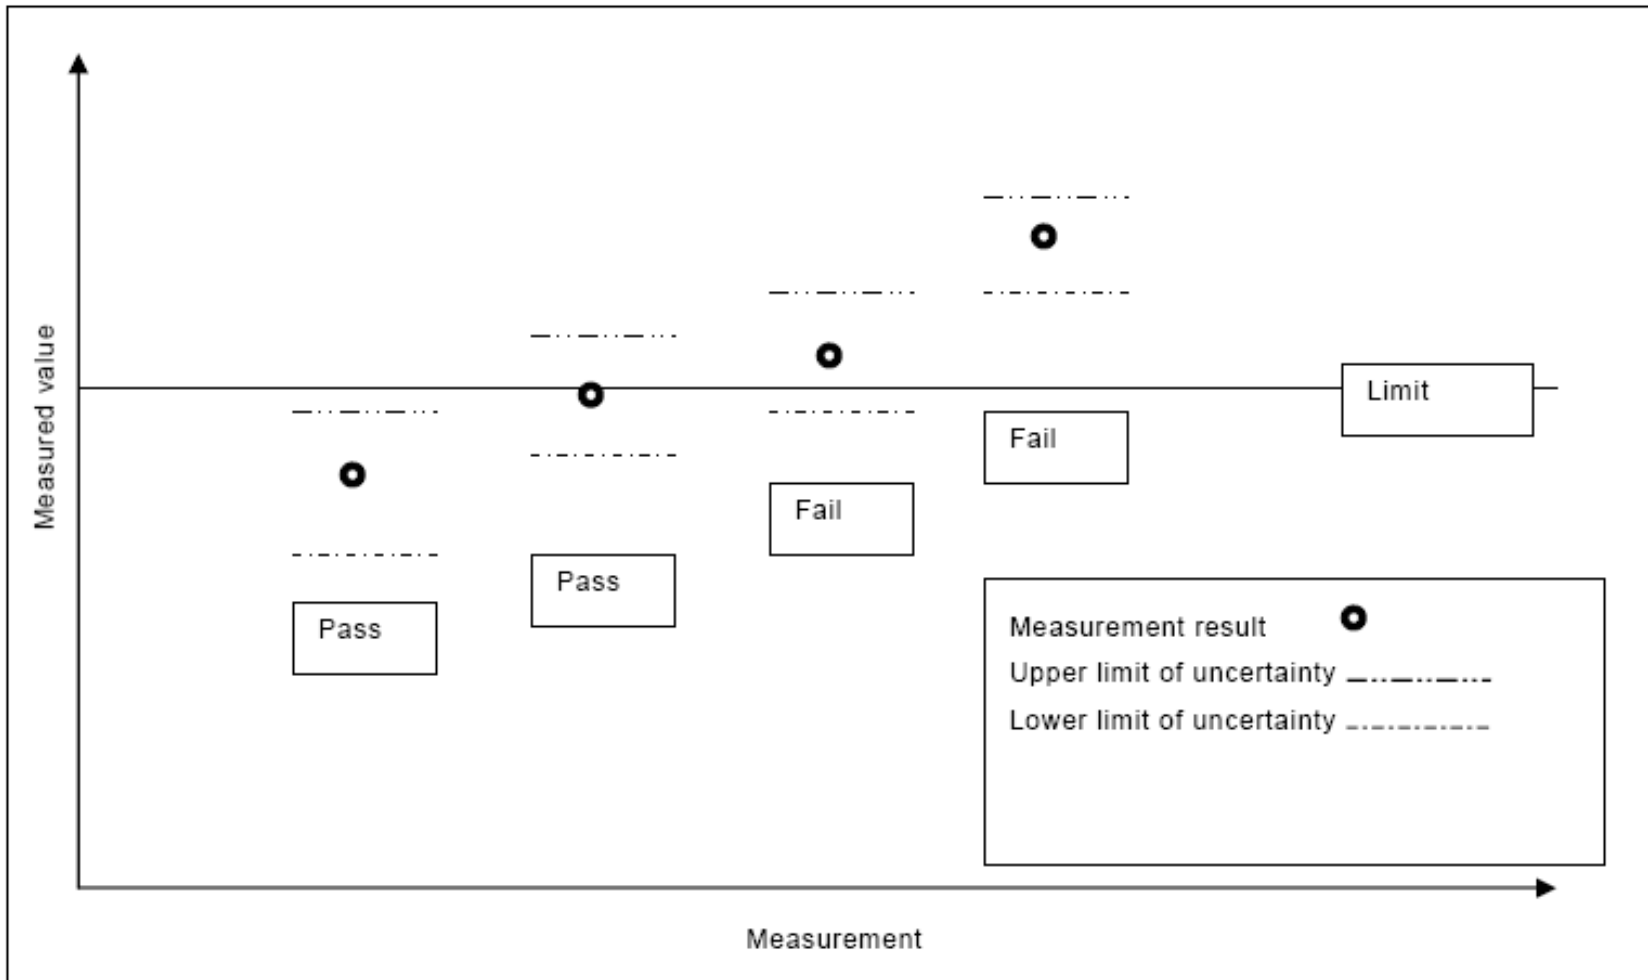 Measured value
Limit
Fail
Fail
Pass
Pass
Measurement result
Upper limit of uncertainty
Lower limit of uncertainty
Measurement